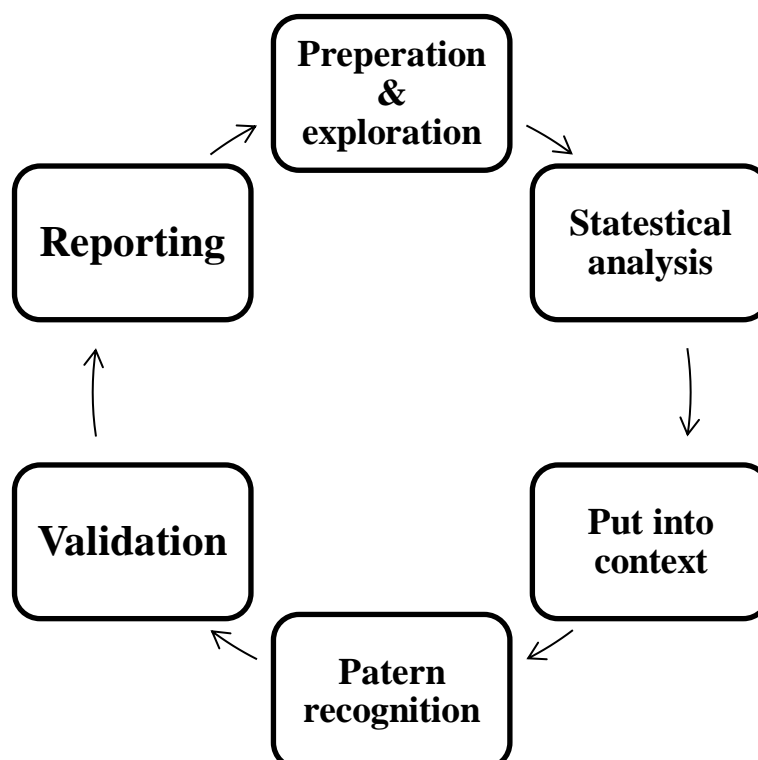 Preperation
&
exploration
Statestical
analysis
Put into
context
Patern
recognition
Validation
Reporting